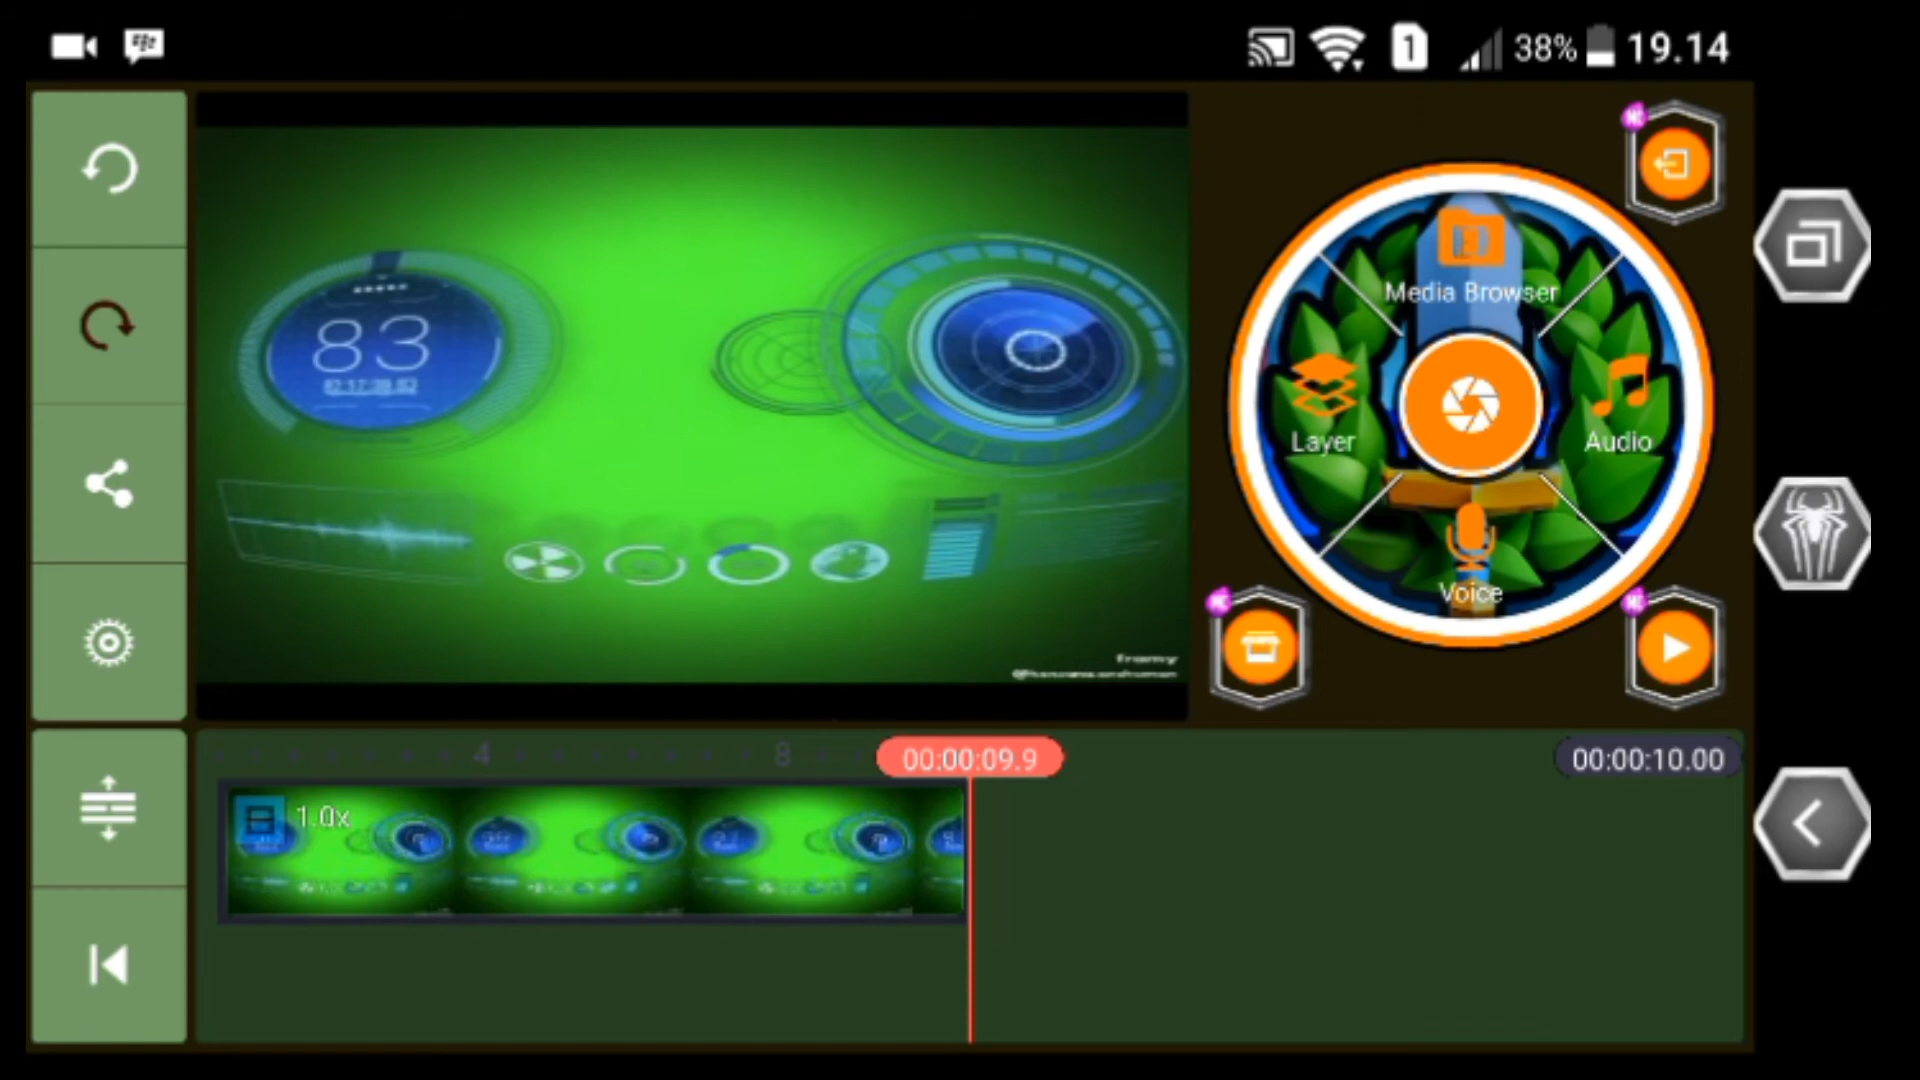 1
38%
19.14
83
Media Browser
Layer
Audio
Voice
4
8
00:00:09.9
00:00:10.00
1.0x